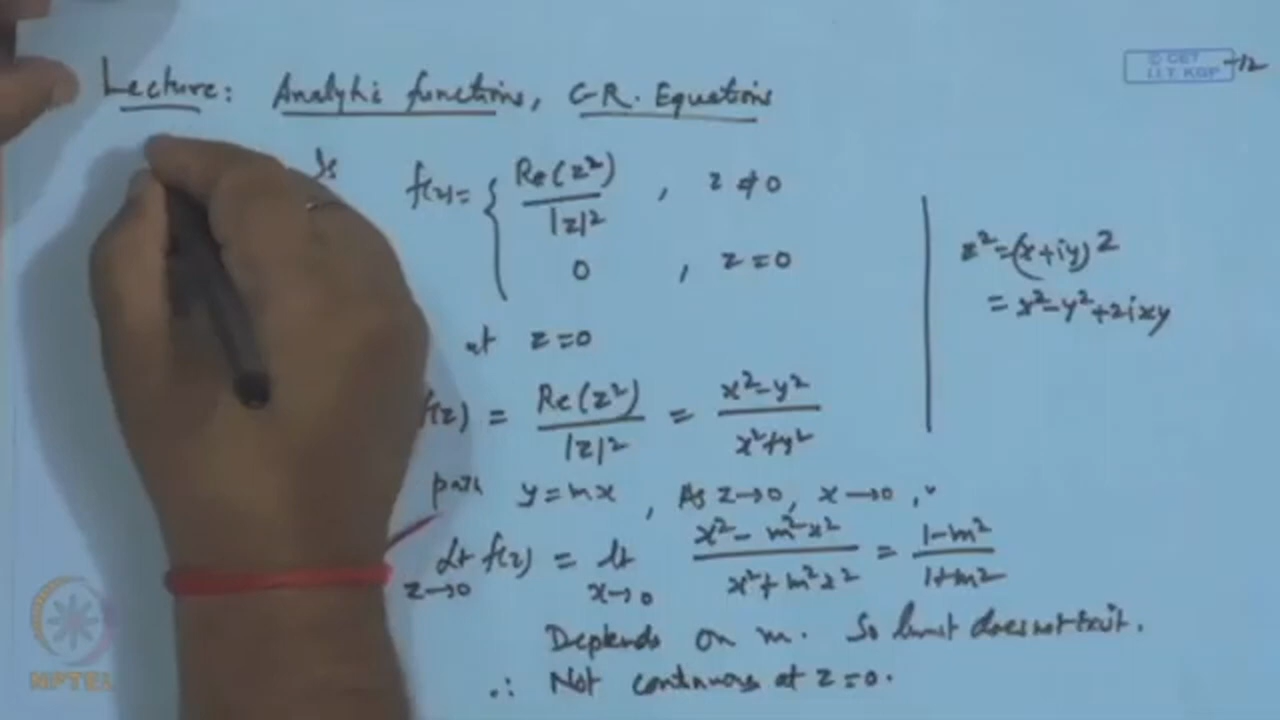 Lecture: Analytic functions, C-R. Equations
© CET
I.I.T. KGP
-12
Is f(z) = { Re(z²) / |z|² , z ≠ 0
0 , z = 0
at z = 0
f(z) = Re(z²) / |z|² = x²-y² / x²+y²
path y = mx , As z→0, x→0,
Lt z→0 f(z) = lt x→0 x² - m²x² / x² + m²x² = 1-m² / 1+m²
Depends on m. So limit does not exist.
∴ Not continuous at z = 0.
z² = (x+iy)²
= x²-y²+2ixy
NPTEL